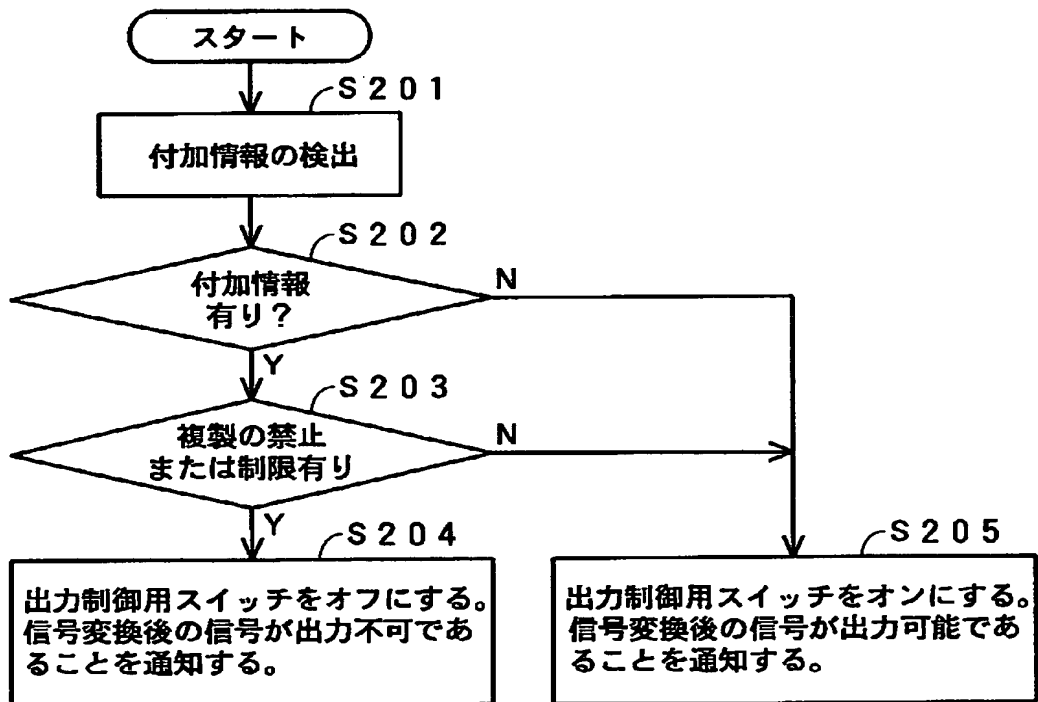 スタート
S201
付加情報の検出
S202
付加情報
有り？
N
Y
S203
複製の禁止
または制限有り
N
Y
S204
出力制御用スイッチをオフにする。
信号変換後の信号が出力不可であ
ることを通知する。
S205
出力制御用スイッチをオンにする。
信号変換後の信号が出力可能であ
ることを通知する。